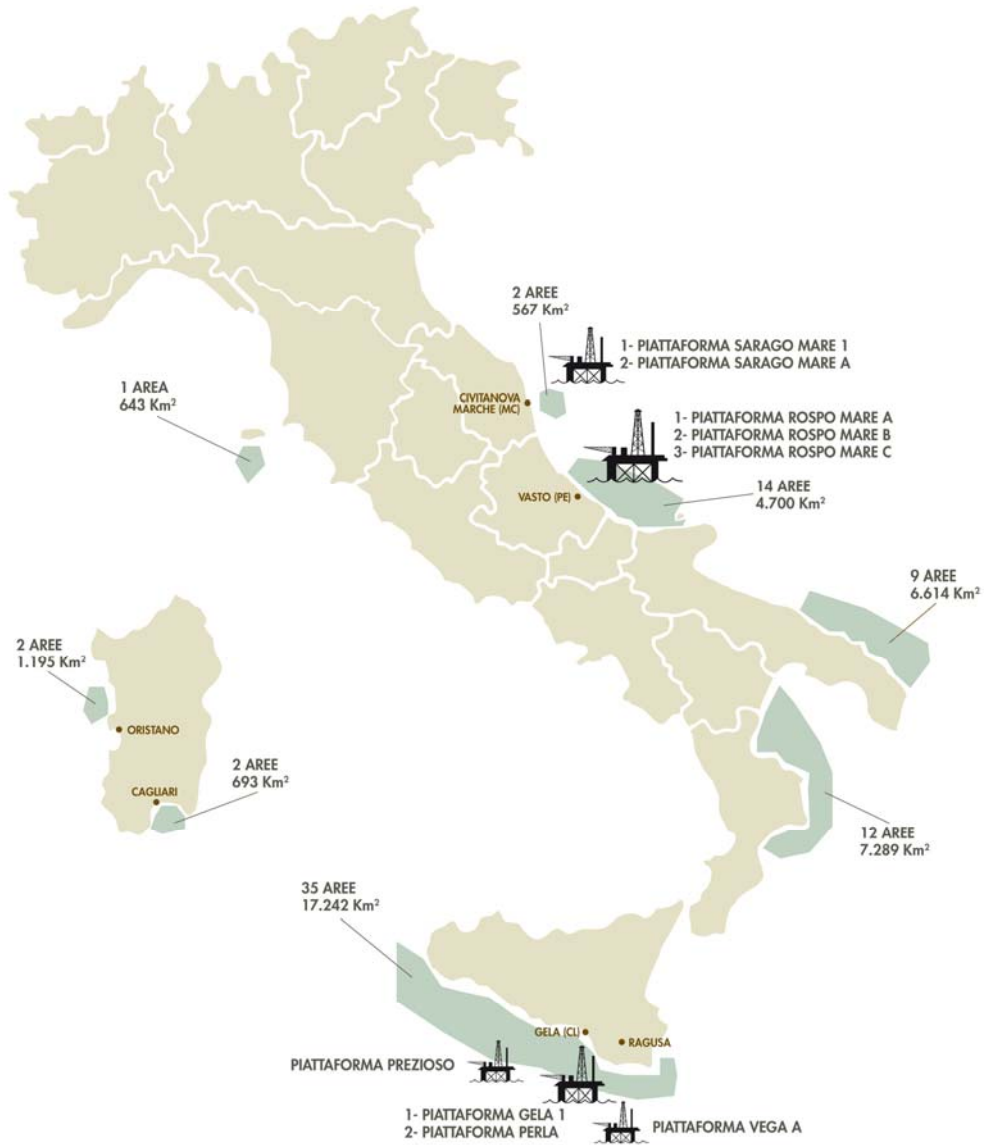 2 AREE
567 Km²
1- PIATTAFORMA SARAGO MARE 1
2- PIATTAFORMA SARAGO MARE A
1 AREA
643 Km²
CIVITANOVA
MARCHE (MC)
1- PIATTAFORMA ROSPO MARE A
2- PIATTAFORMA ROSPO MARE B
3- PIATTAFORMA ROSPO MARE C
VASTO (PE)
14 AREE
4.700 Km²
9 AREE
6.614 Km²
2 AREE
1.195 Km²
ORISTANO
2 AREE
693 Km²
CAGLIARI
12 AREE
7.289 Km²
35 AREE
17.242 Km²
GELA (CL)
RAGUSA
PIATTAFORMA PREZIOSO
1- PIATTAFORMA GELA 1
2- PIATTAFORMA PERLA
PIATTAFORMA VEGA A